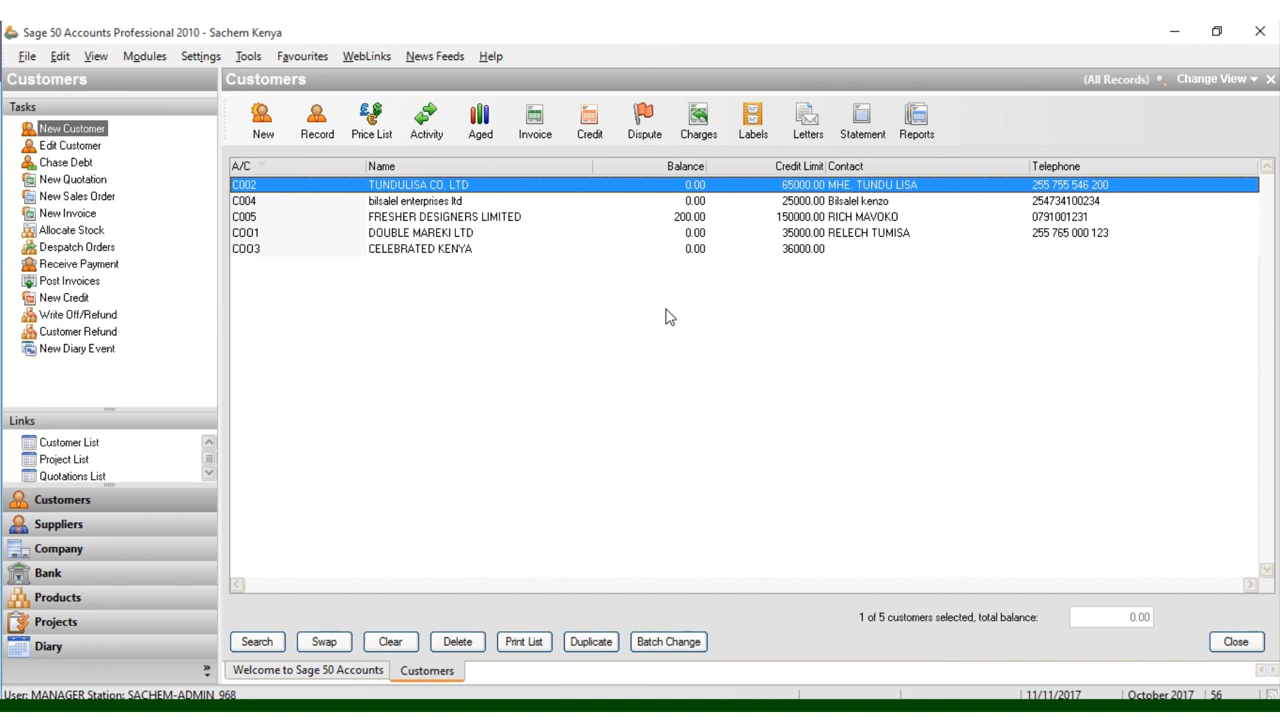 Sage 50 Accounts Professional 2010 - Sachem Kenya
File Edit View Modules Settings Tools Favourites WebLinks News Feeds Help
Customers
Customers
(All Records) Change View
Tasks
New Customer
Edit Customer
Chase Debt
New Quotation
New Sales Order
New Invoice
Allocate Stock
Despatch Orders
Receive Payment
Post Invoices
New Credit
Write Off/Refund
Customer Refund
New Diary Event
Links
Customer List
Project List
Quotations List
Customers
Suppliers
Company
Bank
Products
Projects
Diary
New Record Price List Activity Aged Invoice Credit Dispute Charges Labels Letters Statement Reports
A/C Name Balance Credit Limit Contact Telephone
C002 TUNDULISA CO. LTD 0.00 65000.00 MHE. TUNDU LISA 255 755 546 200
C004 bilsalel enterprises ltd 0.00 25000.00 Bilsalel kenzo 254734100234
C005 FRESHER DESIGNERS LIMITED 200.00 150000.00 RICH MAVOKO 0791001231
COO1 DOUBLE MAREKI LTD 0.00 35000.00 RELECH TUMISA 255 765 000 123
COO3 CELEBRATED KENYA 0.00 36000.00
1 of 5 customers selected, total balance: 0.00
Search Swap Clear Delete Print List Duplicate Batch Change Close
Welcome to Sage 50 Accounts Customers
User: MANAGER Station: SACHEM-ADMIN_968 11/11/2017 October 2017 56